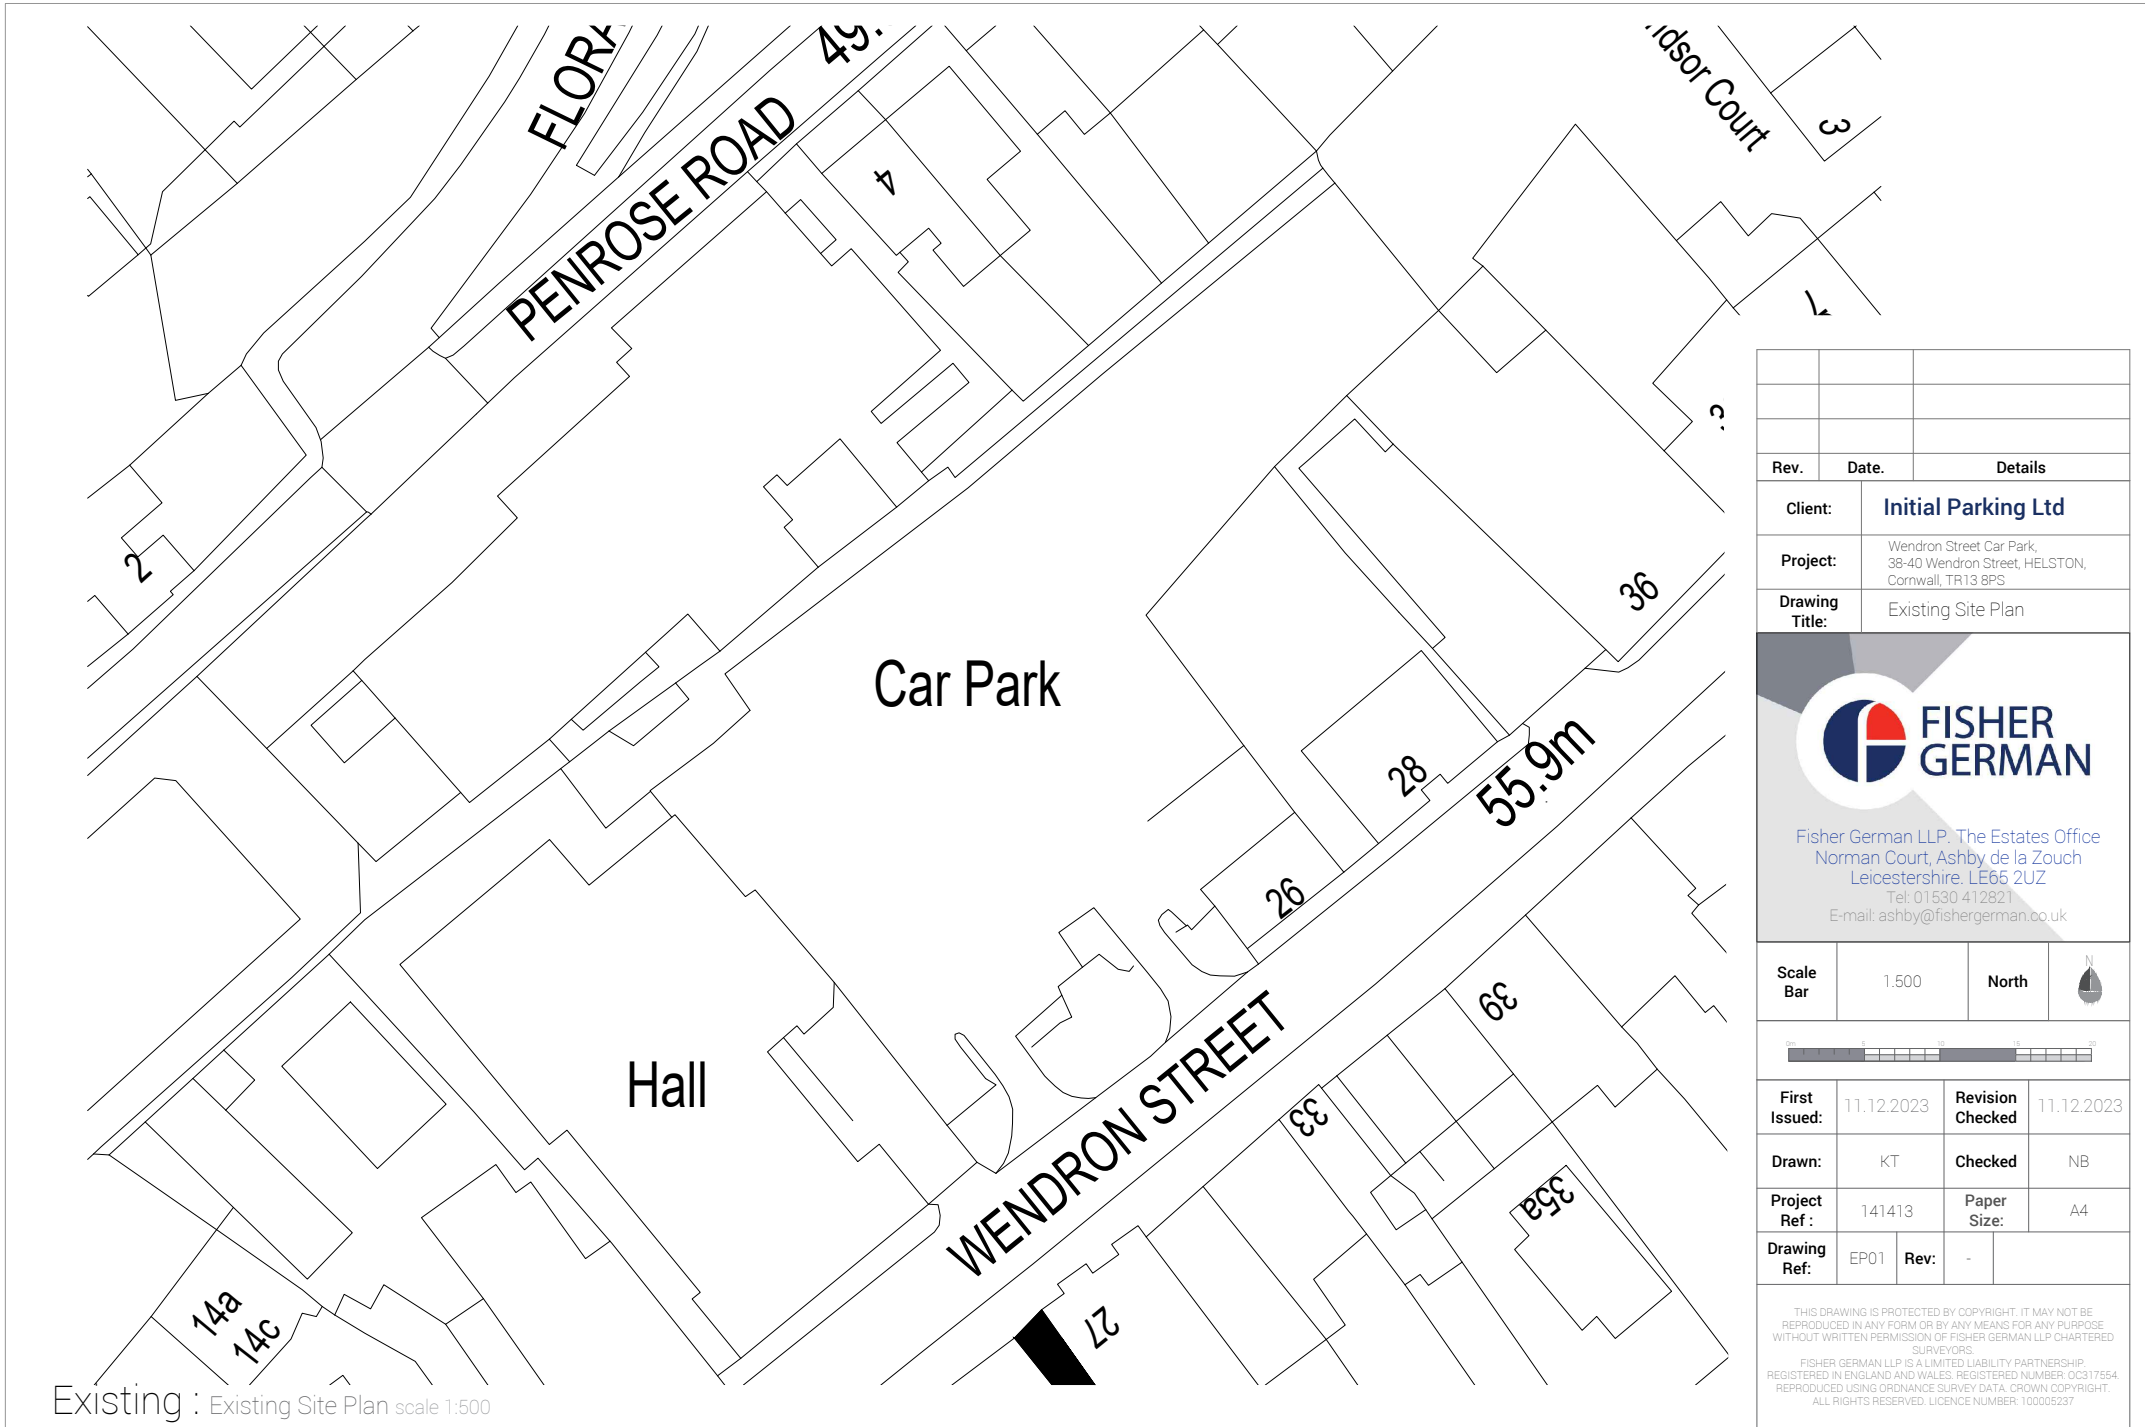 49.
FLORA
PENROSE ROAD
4
ndsor Court
3
2
Car Park
36
28
55.9m
26
Hall
WENDRON STREET
39
33
35a
27
14a
14c
Existing : Existing Site Plan scale 1:500
Rev. Date. Details
Client: Initial Parking Ltd
Project: Wendron Street Car Park,
38-40 Wendron Street, HELSTON,
Cornwall, TR13 8PS
Drawing Title: Existing Site Plan
FISHER
GERMAN
Fisher German LLP. The Estates Office
Norman Court, Ashby de la Zouch
Leicestershire. LE65 2UZ
Tel: 01530 412821
E-mail: ashby@fishergerman.co.uk
Scale Bar 1.500 North N
0m 5 10 15 20
First Issued: 11.12.2023 Revision Checked 11.12.2023
Drawn: KT Checked NB
Project Ref : 141413 Paper Size: A4
Drawing Ref: EP01 Rev: -
THIS DRAWING IS PROTECTED BY COPYRIGHT. IT MAY NOT BE
REPRODUCED IN ANY FORM OR BY ANY MEANS FOR ANY PURPOSE
WITHOUT WRITTEN PERMISSION OF FISHER GERMAN LLP CHARTERED
SURVEYORS.
FISHER GERMAN LLP IS A LIMITED LIABILITY PARTNERSHIP.
REGISTERED IN ENGLAND AND WALES. REGISTERED NUMBER: OC317554.
REPRODUCED USING ORDNANCE SURVEY DATA. CROWN COPYRIGHT.
ALL RIGHTS RESERVED. LICENCE NUMBER: 100005237